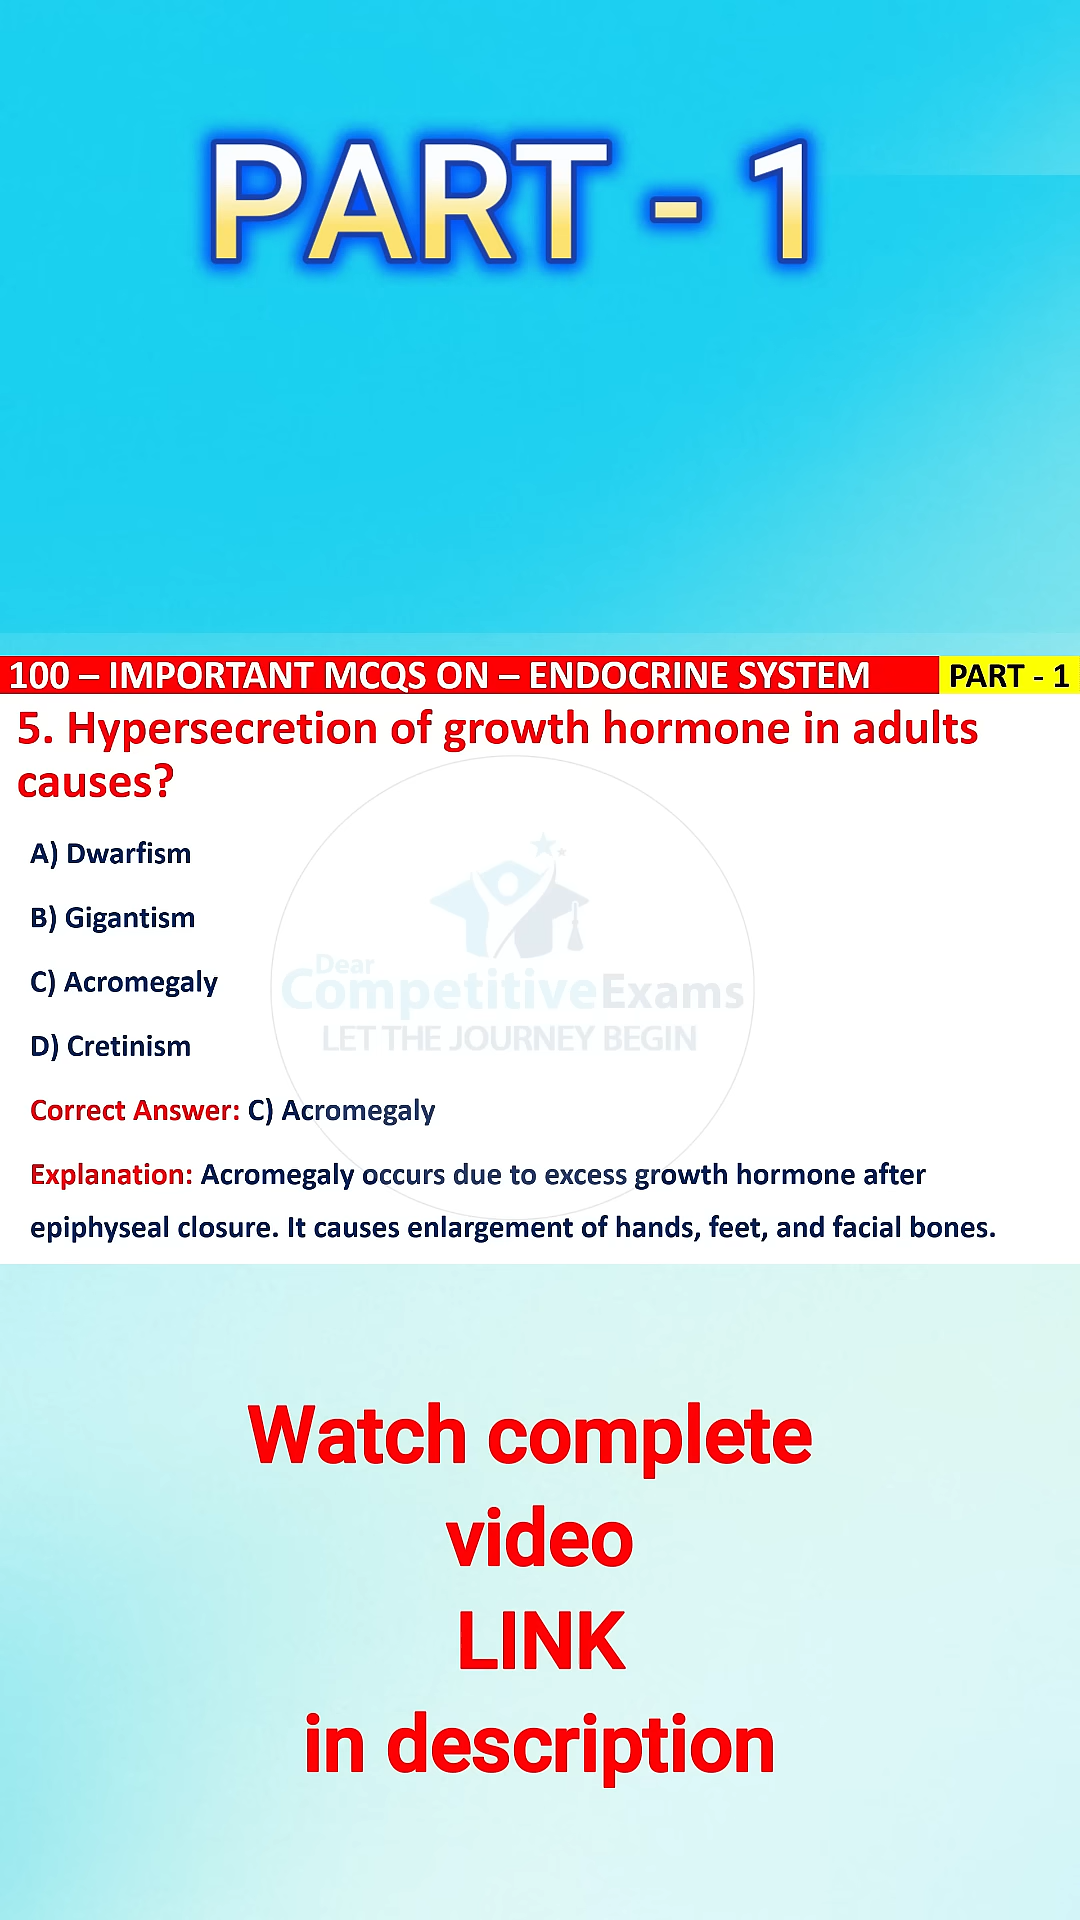 PART - 1
100 – IMPORTANT MCQS ON – ENDOCRINE SYSTEM PART - 1
5. Hypersecretion of growth hormone in adults
causes?
A) Dwarfism
B) Gigantism
C) Acromegaly
D) Cretinism
Dear
CompetitiveExams
LET THE JOURNEY BEGIN
Correct Answer: C) Acromegaly
Explanation: Acromegaly occurs due to excess growth hormone after
epiphyseal closure. It causes enlargement of hands, feet, and facial bones.
Watch complete
video
LINK
in description